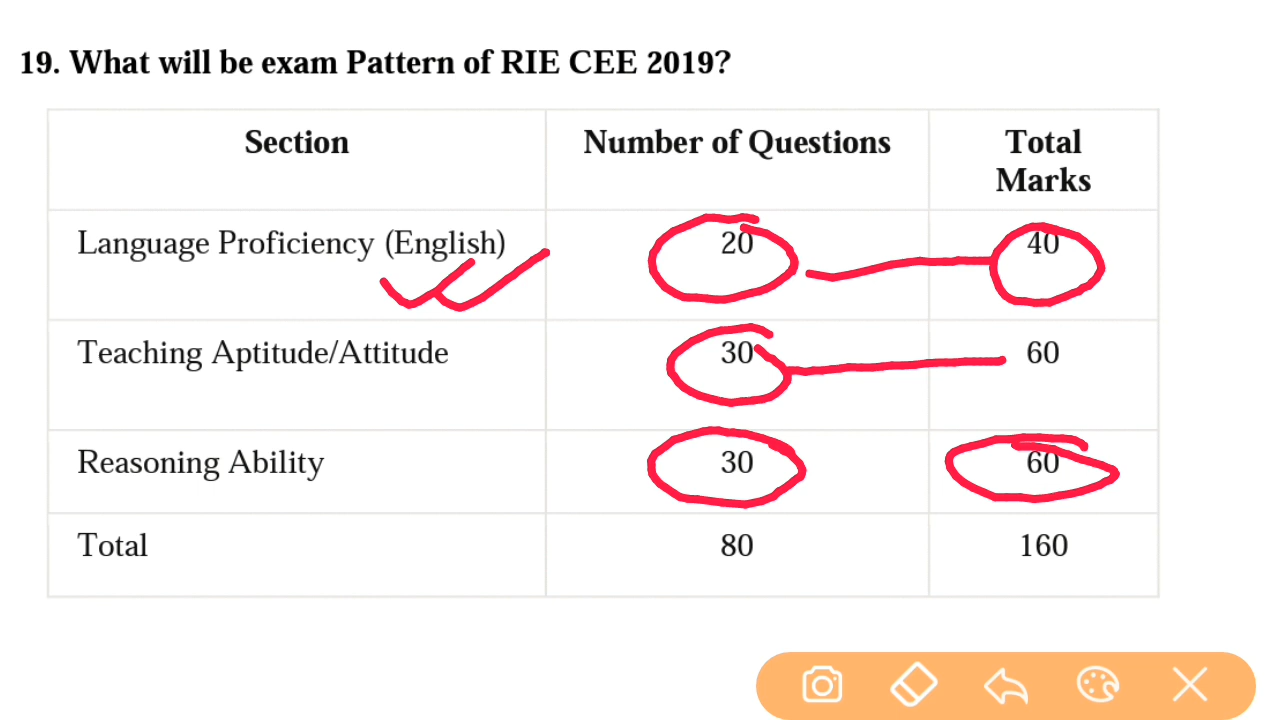 19. What will be exam Pattern of RIE CEE 2019?
Section Number of Questions Total Marks
Language Proficiency (English) 20 40
Teaching Aptitude/Attitude 30 60
Reasoning Ability 30 60
Total 80 160